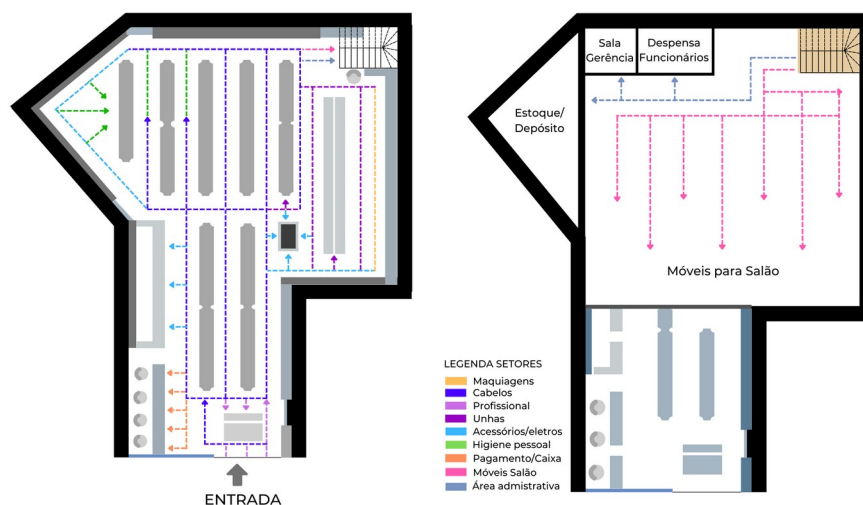 Sala
Gerência
Despensa
Funcionários
Estoque/
Depósito
Móveis para Salão
LEGENDA SETORES
Maquiagens
Cabelos
Profissional
Unhas
Acessórios/eletros
Higiene pessoal
Pagamento/Caixa
Móveis Salão
Área admistrativa
ENTRADA